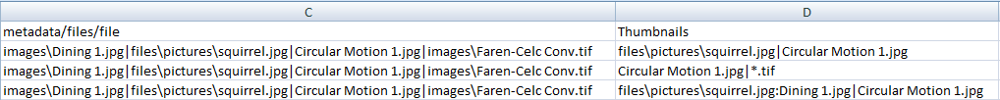 C D
metadata/files/file Thumbnails
images\Dining 1.jpg|files\pictures\squirrel.jpg|Circular Motion 1.jpg|images\Faren-Celc Conv.tif files\pictures\squirrel.jpg|Circular Motion 1.jpg
images\Dining 1.jpg|files\pictures\squirrel.jpg|Circular Motion 1.jpg|images\Faren-Celc Conv.tif Circular Motion 1.jpg|*.tif
images\Dining 1.jpg|files\pictures\squirrel.jpg|Circular Motion 1.jpg|images\Faren-Celc Conv.tif files\pictures\squirrel.jpg:Dining 1.jpg|Circular Motion 1.jpg